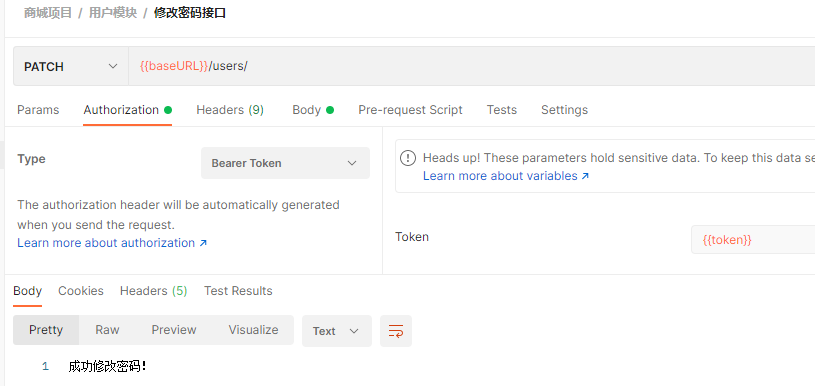 商城项目 / 用户模块 / 修改密码接口
PATCH {{baseURL}}/users/
Params Authorization Headers (9) Body Pre-request Script Tests Settings
Type Bearer Token
The authorization header will be automatically generated
when you send the request.
Learn more about authorization ↗
Heads up! These parameters hold sensitive data. To keep this data se
Learn more about variables ↗
Token {{token}}
Body Cookies Headers (5) Test Results
Pretty Raw Preview Visualize Text
1 成功修改密码!